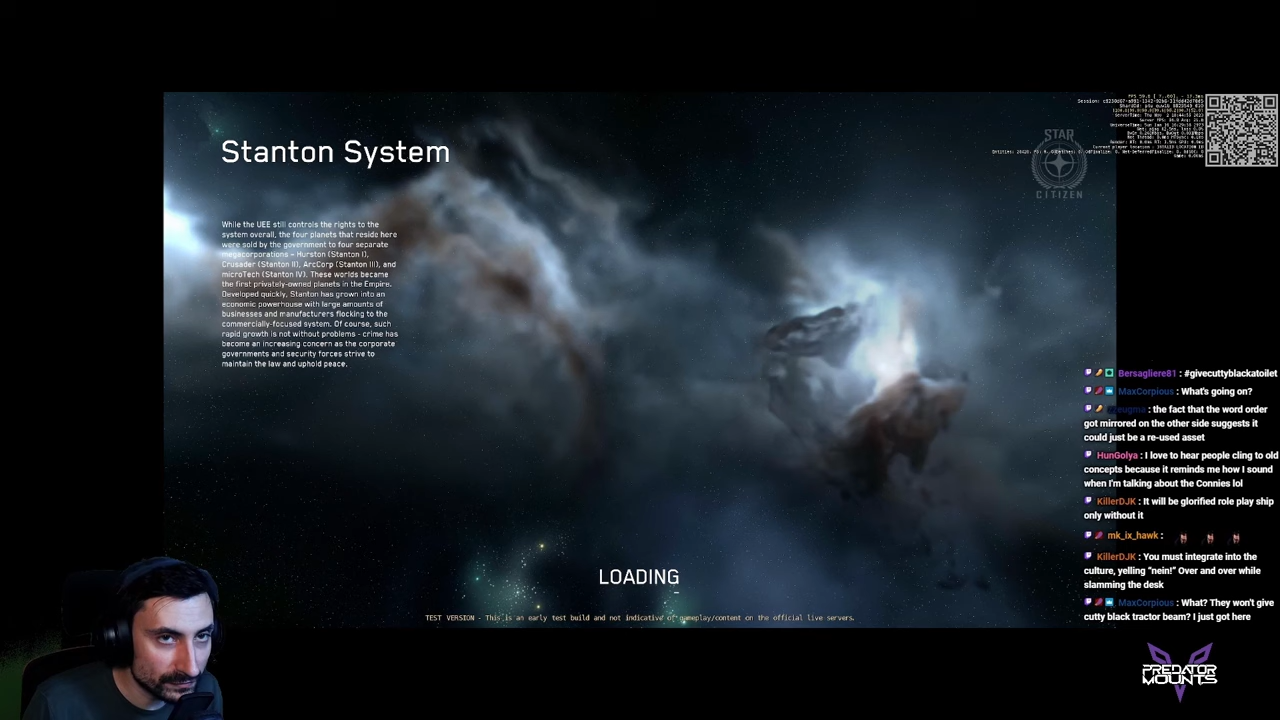 Stanton System
While the UEE still controls the rights to the
system overall, the four planets that reside here
were sold by the government to four separate
megacorporations - Hurston (Stanton I),
Crusader (Stanton II), ArcCorp (Stanton III), and
microTech (Stanton IV). These worlds became
the first privately-owned planets in the Empire.
Developed quickly, Stanton has grown into an
economic powerhouse with large amounts of
businesses and manufacturers flocking to the
commercially-focused system. Of course, such
rapid growth is not without problems - crime has
become an increasing concern as the corporate
governments and security forces strive to
maintain the law and uphold peace.
STAR
CITIZEN
Bersagliere81 : #givecuttyblackatoilet
MaxCorpious : What's going on?
: the fact that the word order
got mirrored on the other side suggests it
could just be a re-used asset
HunGolya : I love to hear people cling to old
concepts because it reminds me how I sound
when I'm talking about the Connies lol
KillerDJK : It will be glorified role play ship
only without it
mk_ix_hawk :
KillerDJK : You must integrate into the
culture, yelling "nein!" Over and over while
slamming the desk
MaxCorpious : What? They won't give
cutty black tractor beam? I just got here
LOADING
TEST VERSION - This is an early test build and not indicative of gameplay/content on the official live servers.
PREDATOR
MOUNTS